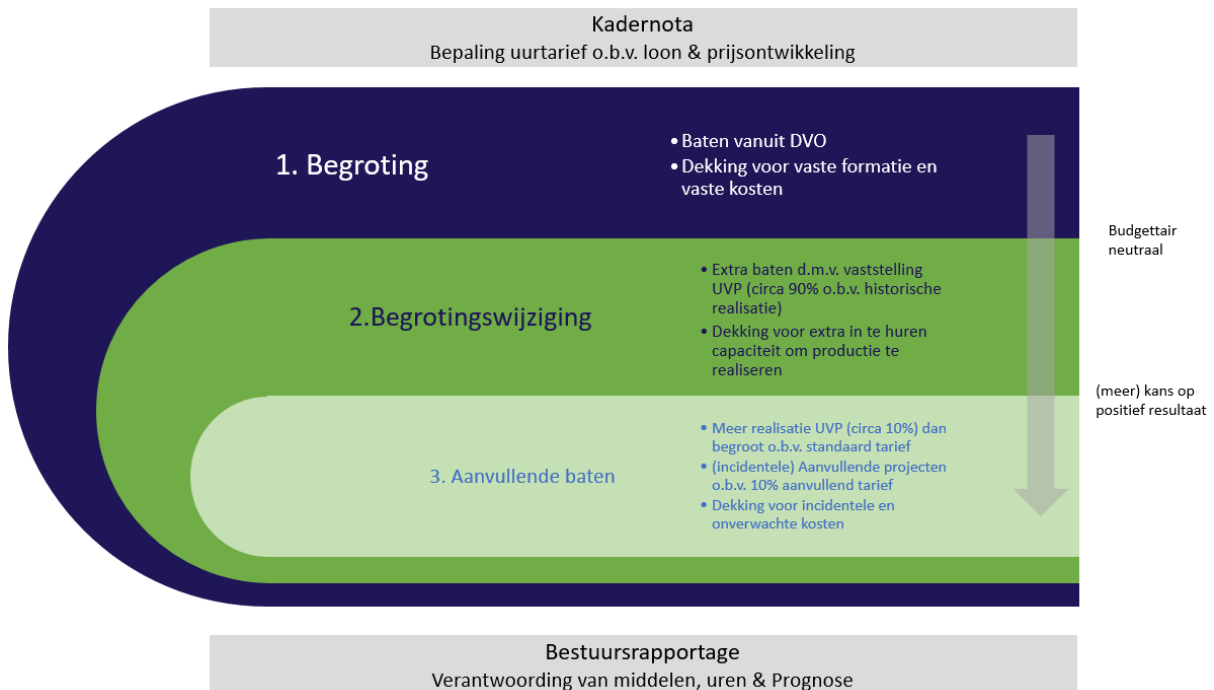 Kadernota
Bepaling uurtarief o.b.v. loon & prijsontwikkeling
1. Begroting
• Baten vanuit DVO
• Dekking voor vaste formatie en
vaste kosten
Budgettair
neutraal
2.Begrotingswijziging
• Extra baten d.m.v. vaststelling
UVP (circa 90% o.b.v. historische
realisatie)
• Dekking voor extra in te huren
capaciteit om productie te
realiseren
(meer) kans op
positief resultaat
3. Aanvullende baten
• Meer realisatie UVP (circa 10%) dan
begroot o.b.v. standaard tarief
• (incidentele) Aanvullende projecten
o.b.v. 10% aanvullend tarief
• Dekking voor incidentele en
onverwachte kosten
Bestuursrapportage
Verantwoording van middelen, uren & Prognose